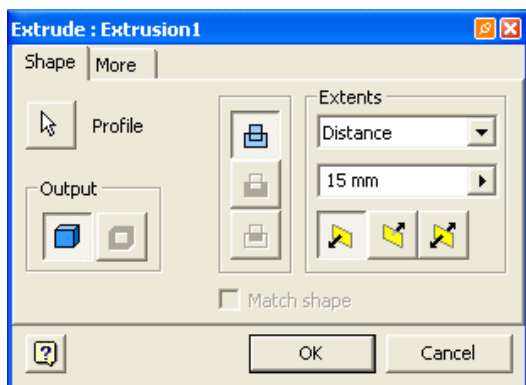 Extrude : Extrusion1
Shape
More
Profile
Extents
Distance
15 mm
Output
Match shape
?
OK
Cancel